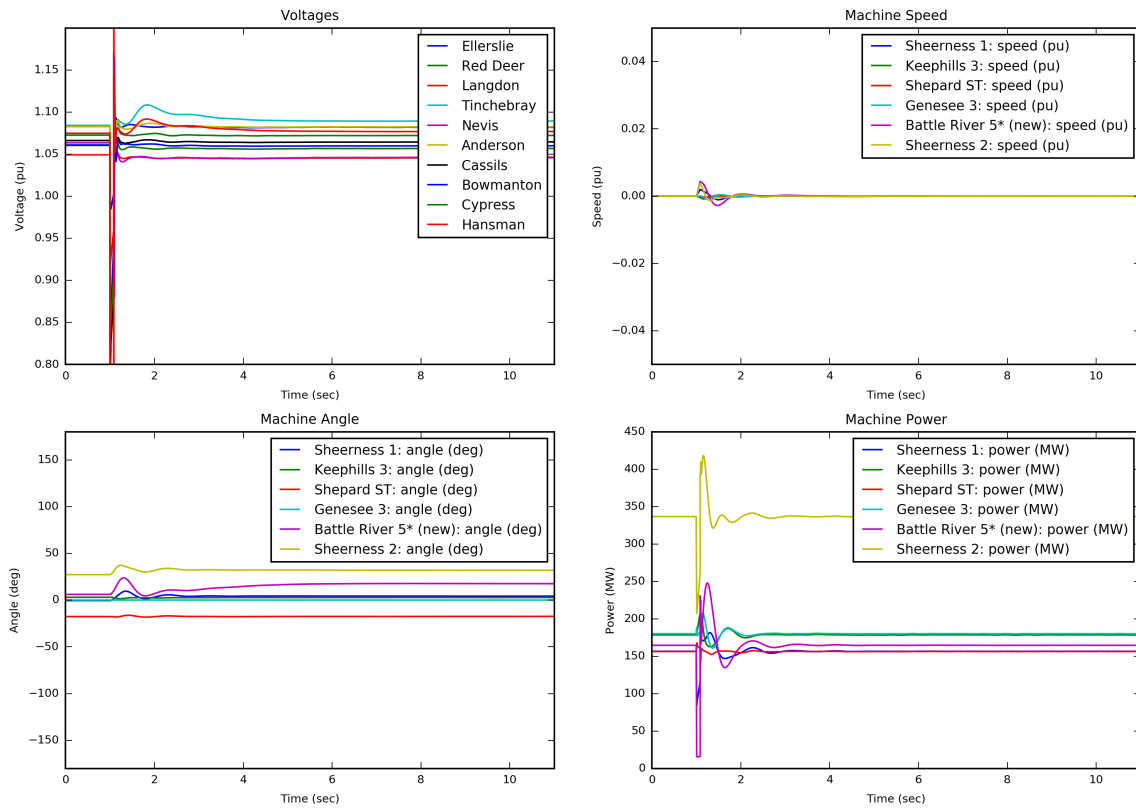 Voltages
1.15
1.10
1.05
1.00
0.95
0.90
0.85
0.80
Voltage (pu)
0 2 4 6 8 10
Time (sec)
Ellerslie
Red Deer
Langdon
Tinchebray
Nevis
Anderson
Cassils
Bowmanton
Cypress
Hansman
Machine Speed
0.04
0.02
0.00
−0.02
−0.04
Speed (pu)
0 2 4 6 8 10
Time (sec)
Sheerness 1: speed (pu)
Keephills 3: speed (pu)
Shepard ST: speed (pu)
Genesee 3: speed (pu)
Battle River 5* (new): speed (pu)
Sheerness 2: speed (pu)
Machine Angle
150
100
50
0
−50
−100
−150
Angle (deg)
0 2 4 6 8 10
Time (sec)
Sheerness 1: angle (deg)
Keephills 3: angle (deg)
Shepard ST: angle (deg)
Genesee 3: angle (deg)
Battle River 5* (new): angle (deg)
Sheerness 2: angle (deg)
Machine Power
450
400
350
300
250
200
150
100
50
0
Power (MW)
0 2 4 6 8 10
Time (sec)
Sheerness 1: power (MW)
Keephills 3: power (MW)
Shepard ST: power (MW)
Genesee 3: power (MW)
Battle River 5* (new): power (MW)
Sheerness 2: power (MW)